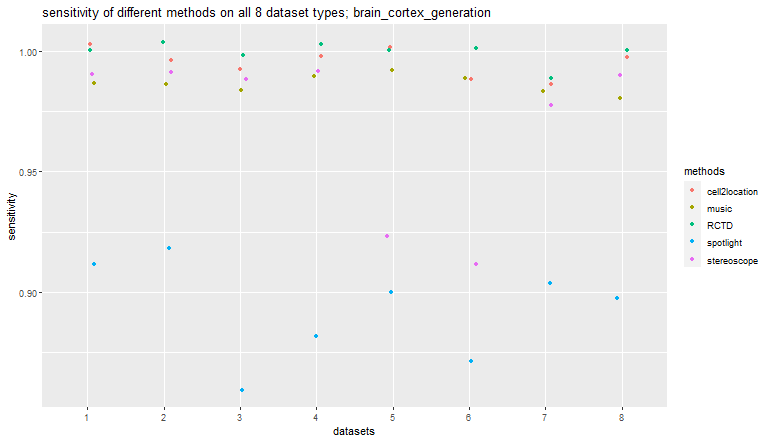 sensitivity of different methods on all 8 dataset types; brain_cortex_generation
1.00
0.95
0.90
sensitivity
1 2 3 4 5 6 7 8
datasets
methods
cell2location
music
RCTD
spotlight
stereoscope